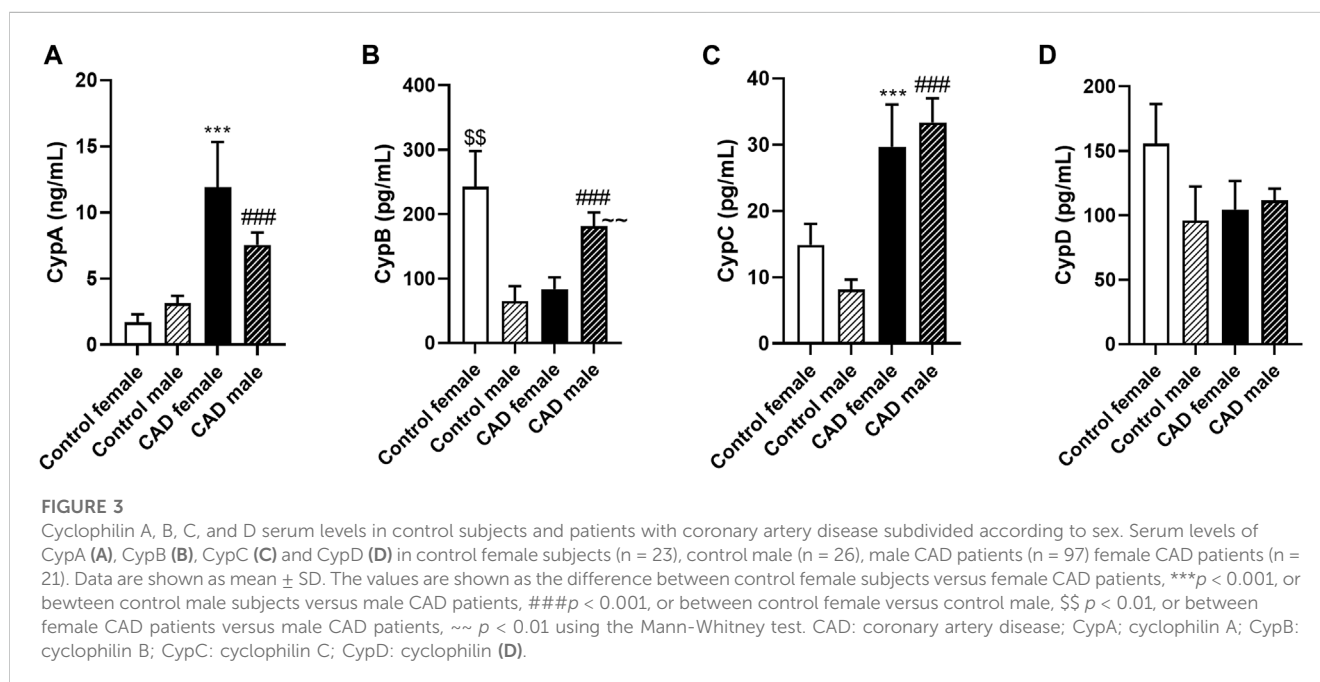 A
20
15
10
5
0
CypA (ng/mL)
***
###
Control female
Control male
CAD female
CAD male
B
400
300
200
100
0
CypB (pg/mL)
$$
###
~~
Control female
Control male
CAD female
CAD male
C
40
30
20
10
0
CypC (pg/mL)
***
###
Control female
Control male
CAD female
CAD male
D
200
150
100
50
0
CypD (pg/mL)
Control female
Control male
CAD female
CAD male
FIGURE 3
Cyclophilin A, B, C, and D serum levels in control subjects and patients with coronary artery disease subdivided according to sex. Serum levels of
CypA (A), CypB (B), CypC (C) and CypD (D) in control female subjects (n = 23), control male (n = 26), male CAD patients (n = 97) female CAD patients (n =
21). Data are shown as mean ± SD. The values are shown as the difference between control female subjects versus female CAD patients, ***p < 0.001, or
bewteen control male subjects versus male CAD patients, ###p < 0.001, or between control female versus control male, $$ p < 0.01, or between
female CAD patients versus male CAD patients, ~~ p < 0.01 using the Mann-Whitney test. CAD: coronary artery disease; CypA; cyclophilin A; CypB:
cyclophilin B; CypC: cyclophilin C; CypD: cyclophilin (D).